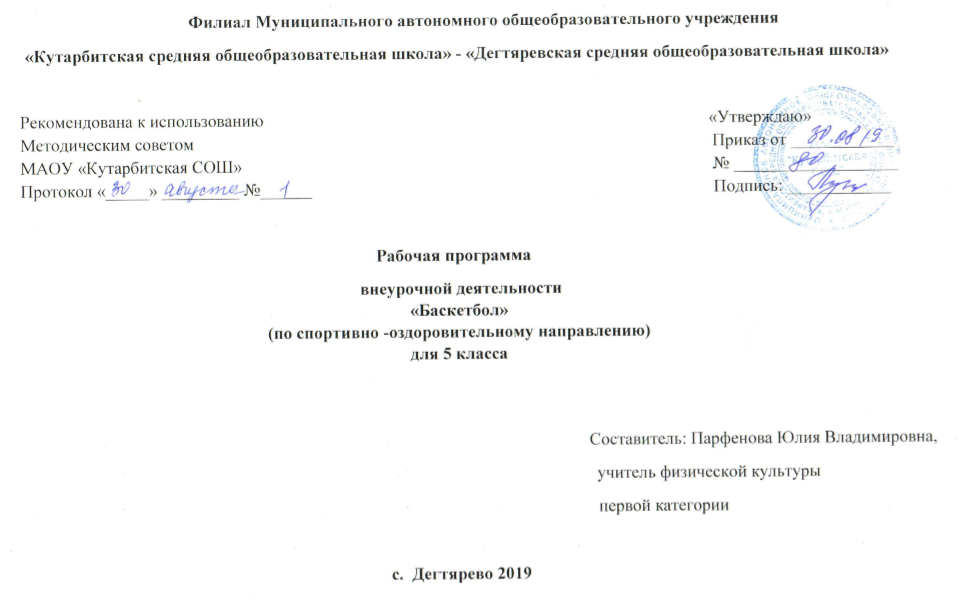 Филиал Муниципального автономного общеобразовательного учреждения
«Кутарбитская средняя общеобразовательная школа» - «Дегтяревская средняя общеобразовательная школа»
Рекомендована к использованию
Методическим советом
МАОУ «Кутарбитская СОШ»
Протокол «30» августа № 1
«Утверждаю»
Приказ от 30.08.19
№ 80
Подпись:
Рабочая программа
внеурочной деятельности
«Баскетбол»
(по спортивно -оздоровительному направлению)
для 5 класса
Составитель: Парфенова Юлия Владимировна,
учитель физической культуры
первой категории
с. Дегтярево 2019